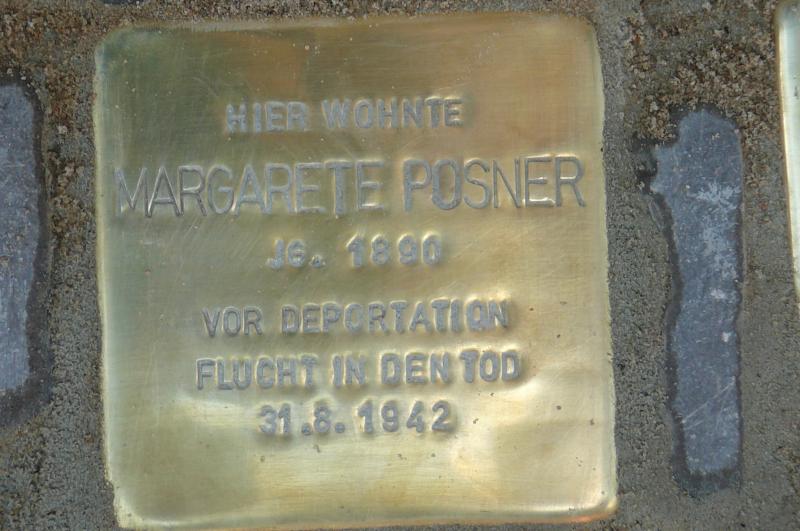 HIER WOHNTE
MARGARETE POSNER
JG. 1890
VOR DEPORTATION
FLUCHT IN DEN TOD
31.8.1942